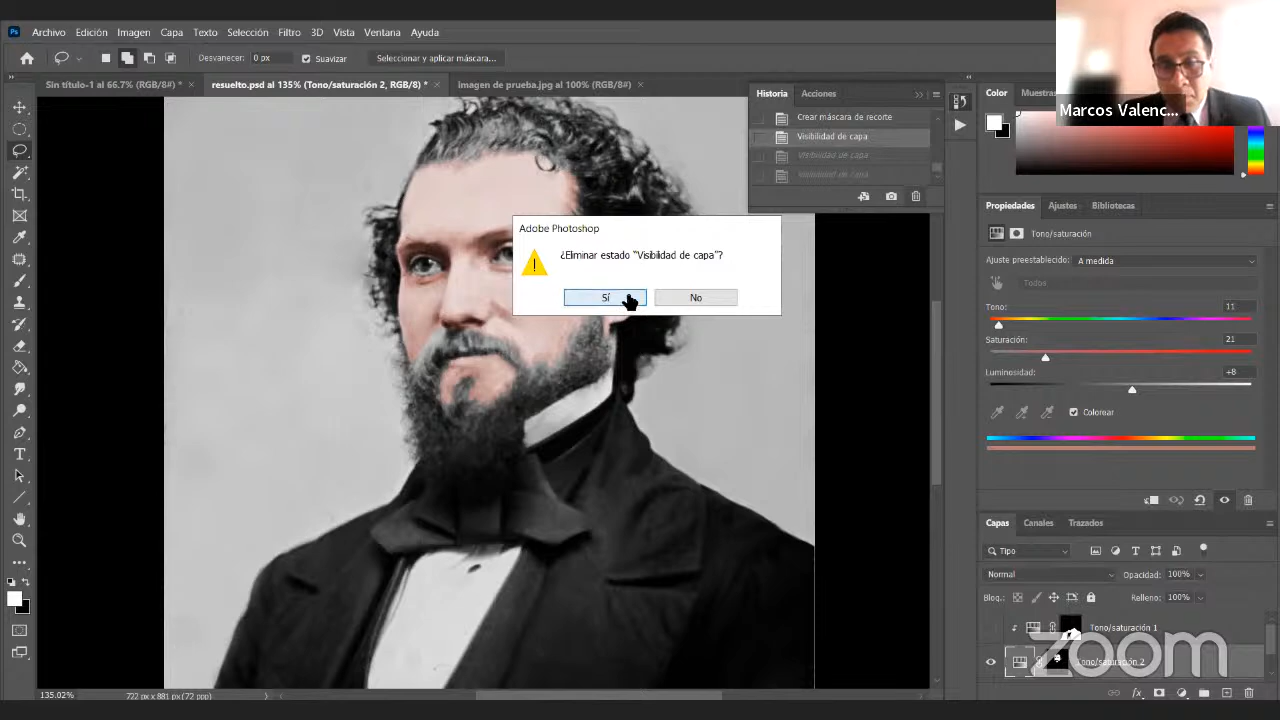 Ps Archivo Edición Imagen Capa Texto Selección Filtro 3D Vista Ventana Ayuda
Desvanecer: 0 px Suavizar Seleccionar y aplicar máscara...
Sin título-1 al 66.7% (RGB/8#) * × resuelto.psd al 135% (Tono/saturación 2, RGB/8) * × Imagen de prueba.jpg al 100% (RGB/8#) ×
Historia Acciones
Crear máscara de recorte
Visibilidad de capa
Visibilidad de capa
Visibilidad de capa
Color Muestras
Marcos Valenc...
Adobe Photoshop
¿Eliminar estado "Visibilidad de capa"?
Sí No
Propiedades Ajustes Bibliotecas
Tono/saturación
Ajuste preestablecido: A medida
Todos
Tono: 11
Saturación: 21
Luminosidad: +8
Colorear
Capas Canales Trazados
Tipo
Normal Opacidad: 100%
Bloq.: Relleno: 100%
Tono/saturación 1
Tono/saturación 2
zoom
135.02% 722 px x 881 px (72 ppp)